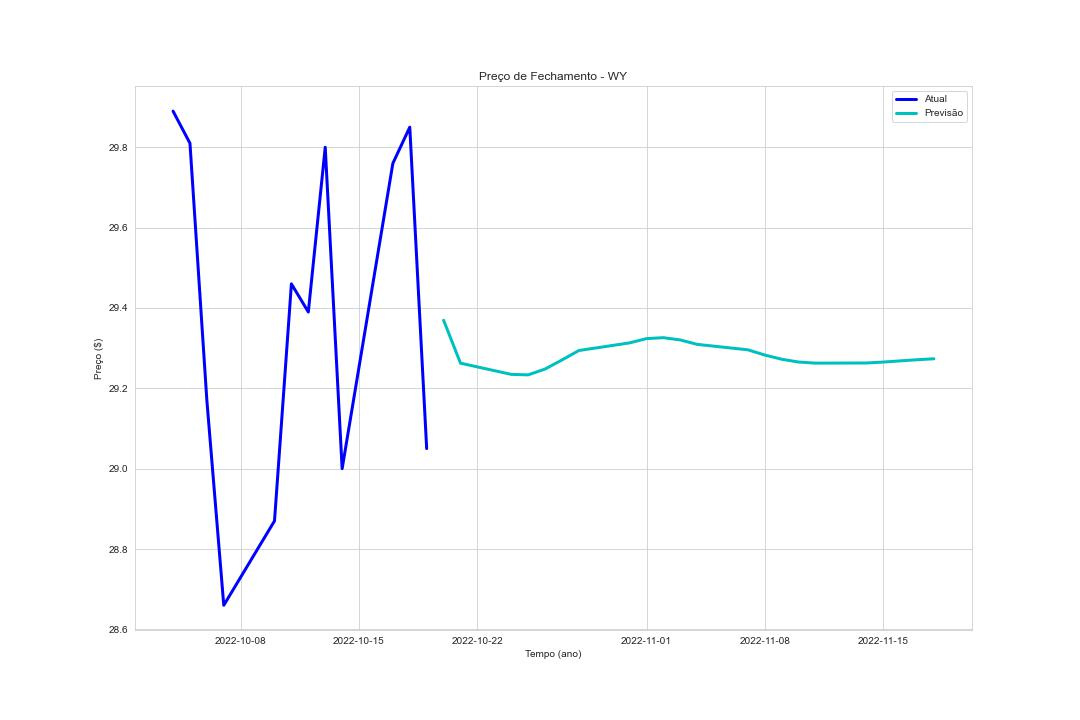 Preço de Fechamento - WY
Atual
Previsão
29.8
29.6
29.4
29.2
29.0
28.8
28.6
Preço ($)
2022-10-08 2022-10-15 2022-10-22 2022-11-01 2022-11-08 2022-11-15
Tempo (ano)